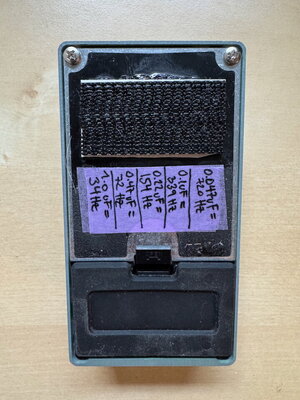 0.047uF =
720 Hz
0.1uF =
339 Hz
0.22uF =
154 Hz
0.47uF =
72 Hz
1.0uF =
34 Hz